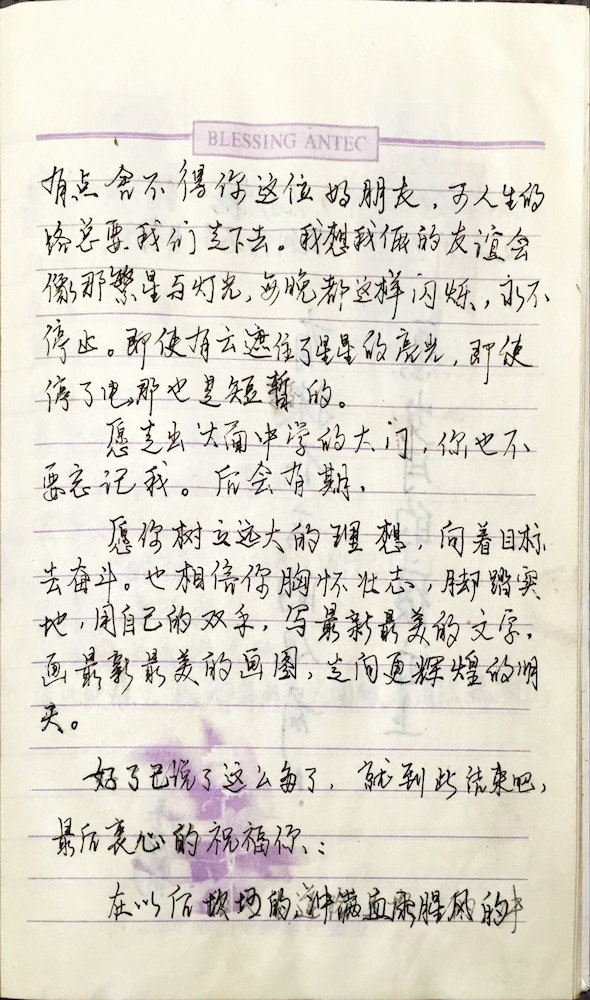 BLESSING ANTEC
有点舍不得你这位好朋友，可人生的
路总要我们走下去。我想我俩的友谊会
像那繁星与灯光，每晚都这样闪烁，永不
停止。即使有云遮住了星星的亮光，即使
停了电，那也是短暂的。
愿走出大面中学的大门，你也不
要忘记我。后会有期，
愿你树立远大的理想，向着目标
去奋斗。也相信你胸怀壮志，脚踏实
地，用自己的双手，写最新最美的文字。
画最新最美的画图，走向更辉煌的明
天。
好了已说了这么多了，就到此结束吧，
最后衷心的祝福你：
在以后坎坷的 中 血 腥风的